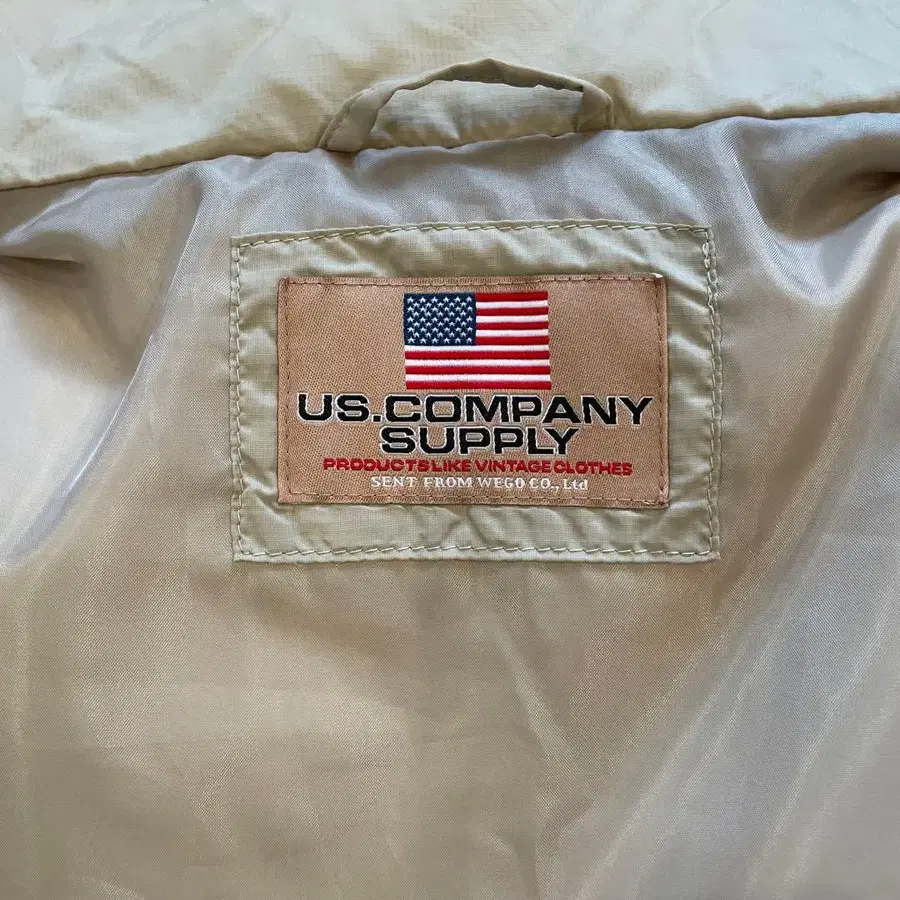 US.COMPANY
SUPPLY
PRODUCTS LIKE VINTAGE CLOTHES
SENT FROM WEGO CO., Ltd